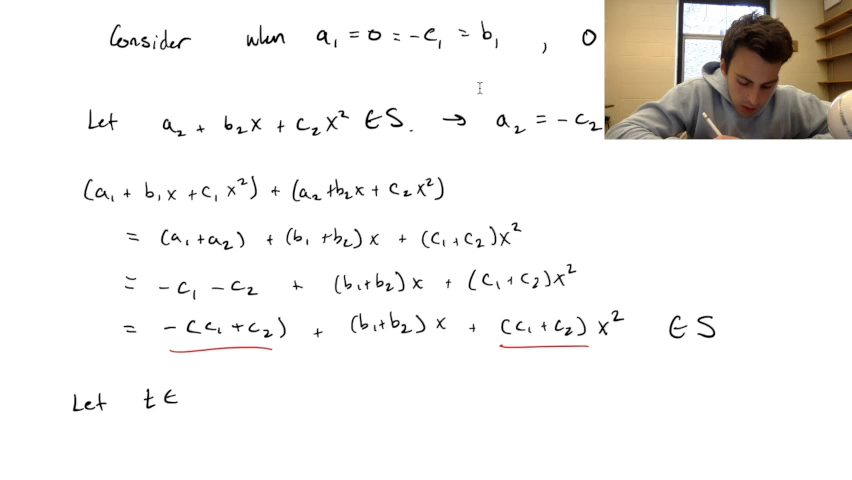 Consider when a₁ = 0 = -c₁ = b₁ , 0
Let a₂ + b₂x + c₂x² ∈ S. → a₂ = -c₂
(a₁ + b₁x + c₁x²) + (a₂+b₂x + c₂x²)
= (a₁+a₂) + (b₁+b₂)x + (c₁+c₂)x²
= -c₁ - c₂ + (b₁+b₂)x + (c₁+c₂)x²
= -(c₁+c₂) + (b₁+b₂)x + (c₁+c₂)x² ∈ S
Let t ∈